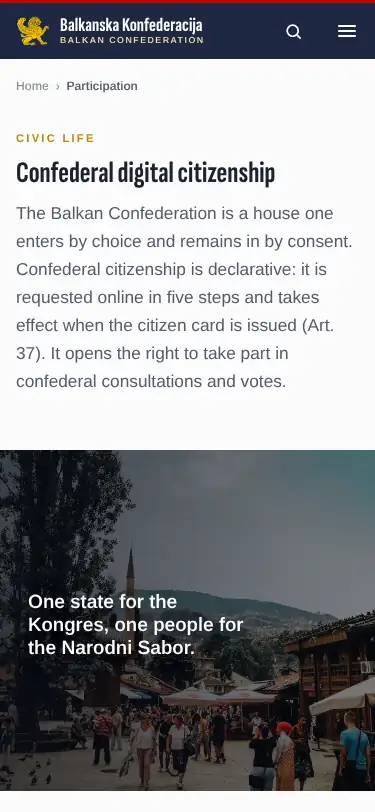 Balkanska Konfederacija
BALKAN CONFEDERATION
Home › Participation
CIVIC LIFE
Confederal digital citizenship
The Balkan Confederation is a house one
enters by choice and remains in by consent.
Confederal citizenship is declarative: it is
requested online in five steps and takes
effect when the citizen card is issued (Art.
37). It opens the right to take part in
confederal consultations and votes.
One state for the
Kongres, one people for
the Narodni Sabor.